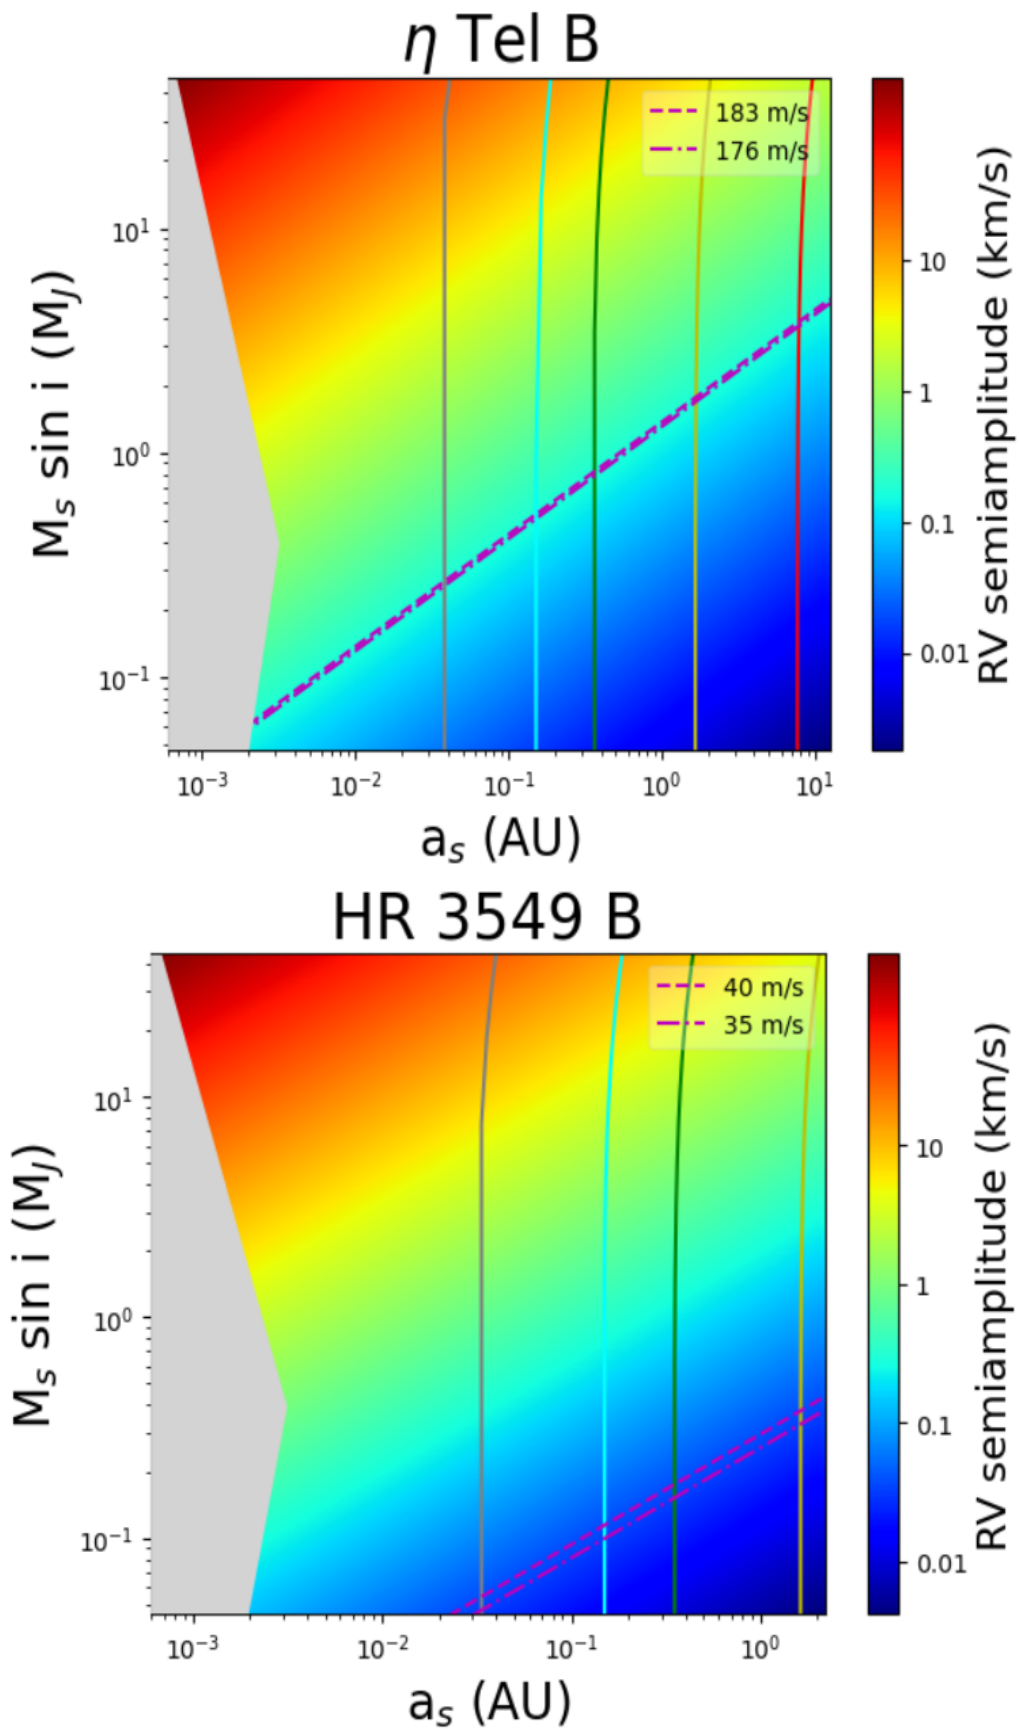 η Tel B
183 m/s
176 m/s
10¹
10⁰
10⁻¹
Mₛ sin i (M_J)
10⁻³ 10⁻² 10⁻¹ 10⁰ 10¹
aₛ (AU)
10
1
0.1
0.01
RV semiamplitude (km/s)
HR 3549 B
40 m/s
35 m/s
10¹
10⁰
10⁻¹
Mₛ sin i (M_J)
10⁻³ 10⁻² 10⁻¹ 10⁰
aₛ (AU)
10
1
0.1
0.01
RV semiamplitude (km/s)